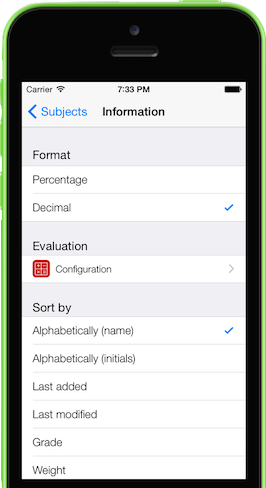 Carrier 7:33 PM
Subjects Information
Format
Percentage
Decimal
Evaluation
Configuration
Sort by
Alphabetically (name)
Alphabetically (initials)
Last added
Last modified
Grade
Weight